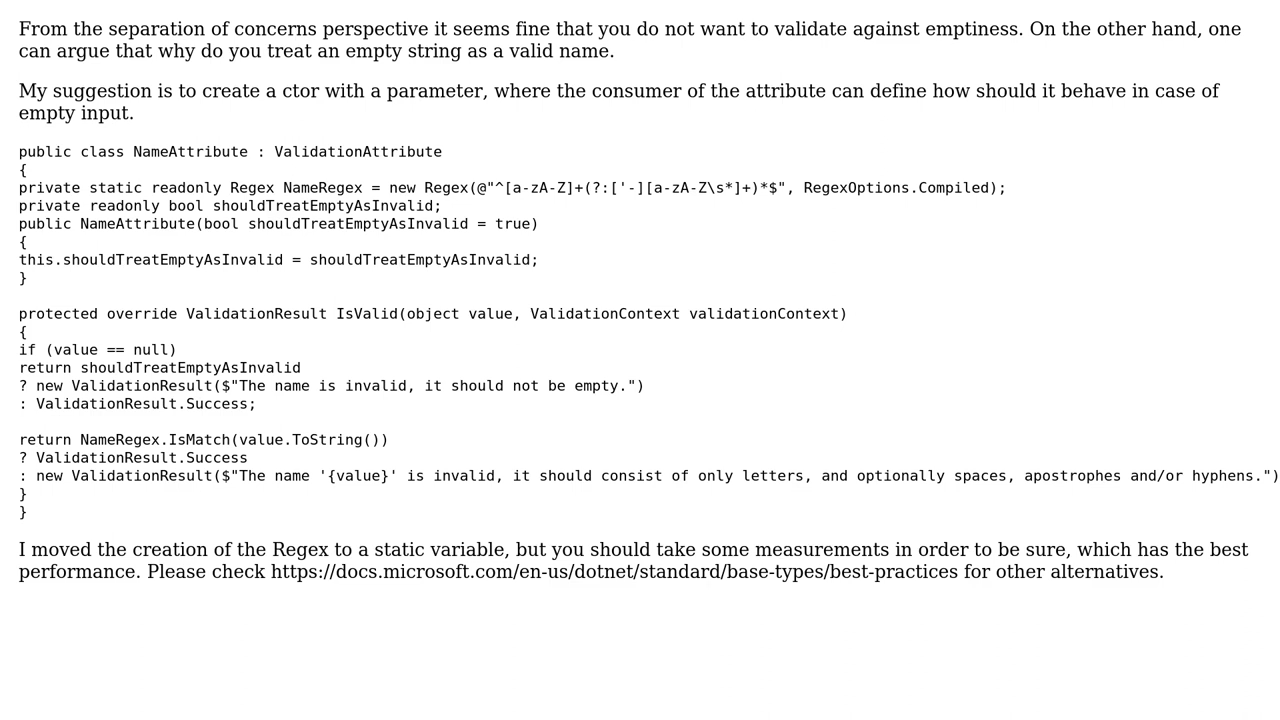 From the separation of concerns perspective it seems fine that you do not want to validate against emptiness. On the other hand, one
can argue that why do you treat an empty string as a valid name.
My suggestion is to create a ctor with a parameter, where the consumer of the attribute can define how should it behave in case of
empty input.
public class NameAttribute : ValidationAttribute
{
private static readonly Regex NameRegex = new Regex(@"^[a-zA-Z]+(?:['-][a-zA-Z\s*]+)*$", RegexOptions.Compiled);
private readonly bool shouldTreatEmptyAsInvalid;
public NameAttribute(bool shouldTreatEmptyAsInvalid = true)
{
this.shouldTreatEmptyAsInvalid = shouldTreatEmptyAsInvalid;
}
protected override ValidationResult IsValid(object value, ValidationContext validationContext)
{
if (value == null)
return shouldTreatEmptyAsInvalid
? new ValidationResult($"The name is invalid, it should not be empty.")
: ValidationResult.Success;
return NameRegex.IsMatch(value.ToString())
? ValidationResult.Success
: new ValidationResult($"The name '{value}' is invalid, it should consist of only letters, and optionally spaces, apostrophes and/or hyphens.")
}
}
I moved the creation of the Regex to a static variable, but you should take some measurements in order to be sure, which has the best
performance. Please check https://docs.microsoft.com/en-us/dotnet/standard/base-types/best-practices for other alternatives.